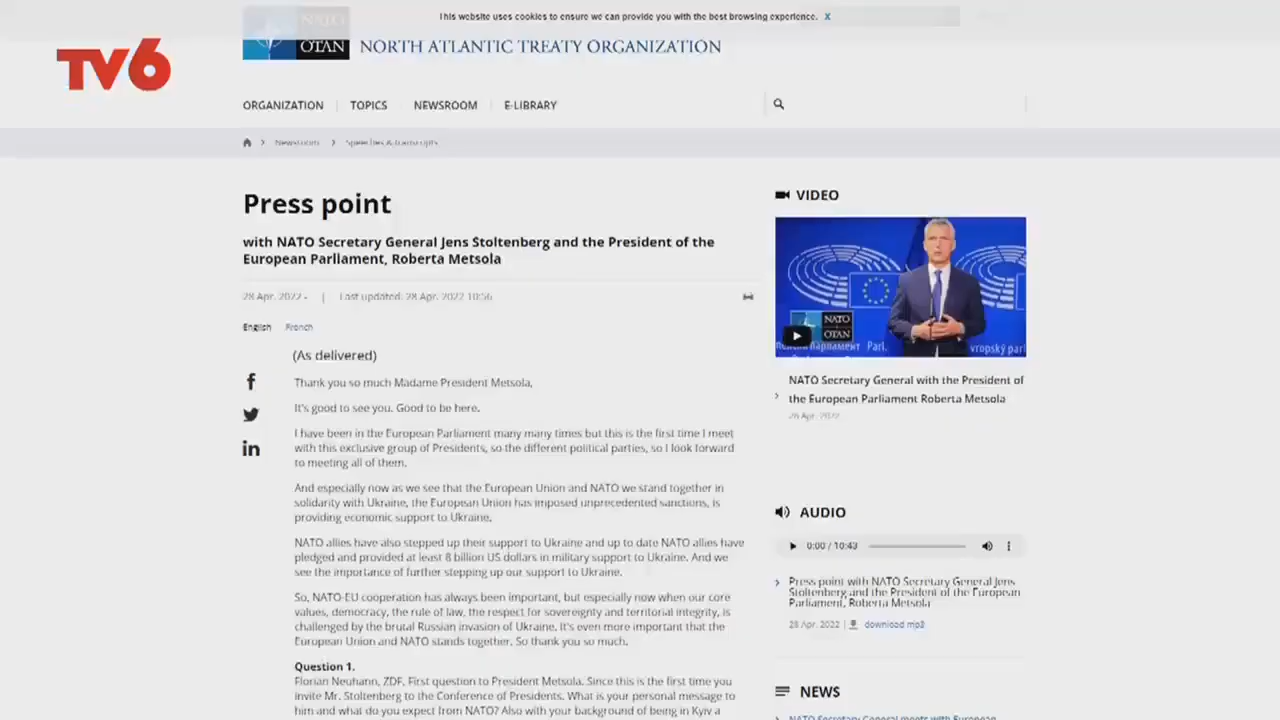 This website uses cookies to ensure we can provide you with the best browsing experience. X
TV6
NATO
OTAN
NORTH ATLANTIC TREATY ORGANIZATION
ORGANIZATION
TOPICS
NEWSROOM
E-LIBRARY
Newsroom
Speeches & transcripts
Press point
with NATO Secretary General Jens Stoltenberg and the President of the
European Parliament, Roberta Metsola
28 Apr. 2022 - | Last updated: 28 Apr. 2022 10:56
English French
(As delivered)
Thank you so much Madame President Metsola,
It's good to see you. Good to be here.
I have been in the European Parliament many many times but this is the first time I meet
with this exclusive group of Presidents, so the different political parties, so I look forward
to meeting all of them.
And especially now as we see that the European Union and NATO we stand together in
solidarity with Ukraine, the European Union has imposed unprecedented sanctions, is
providing economic support to Ukraine.
NATO allies have also stepped up their support to Ukraine and up to date NATO allies have
pledged and provided at least 8 billion US dollars in military support to Ukraine. And we
see the importance of further stepping up our support to Ukraine.
So, NATO-EU cooperation has always been important, but especially now when our core
values, democracy, the rule of law, the respect for sovereignty and territorial integrity, is
challenged by the brutal Russian invasion of Ukraine. It's even more important that the
European Union and NATO stands together. So thank you so much.
Question 1.
Florian Neuhann, ZDF. First question to President Metsola. Since this is the first time you
invite Mr. Stoltenberg to the Conference of Presidents. What is your personal message to
him and what do you expect from NATO? Also with your background of being in Kyiv a
VIDEO
NATO
OTAN
Parl.
vropský parl
NATO Secretary General with the President of
the European Parliament Roberta Metsola
28 Apr. 2022
AUDIO
0:00 / 10:43
Press point with NATO Secretary General Jens
Stoltenberg and the President of the European
Parliament, Roberta Metsola
28 Apr. 2022 | download mp3
NEWS
NATO Secretary General meets with European